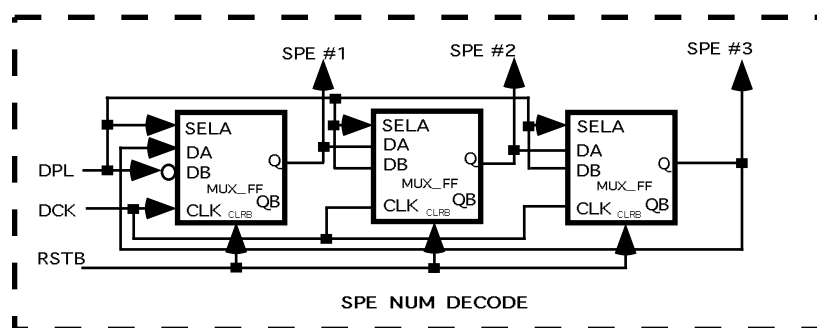 SPE #1
SPE #2
SPE #3
SELA
DA
DB
MUX_FF
CLK
CLRB
Q
QB
SELA
DA
DB
MUX_FF
CLK
CLRB
Q
QB
SELA
DA
DB
MUX_FF
CLK
CLRB
Q
QB
DPL
DCK
RSTB
SPE NUM DECODE